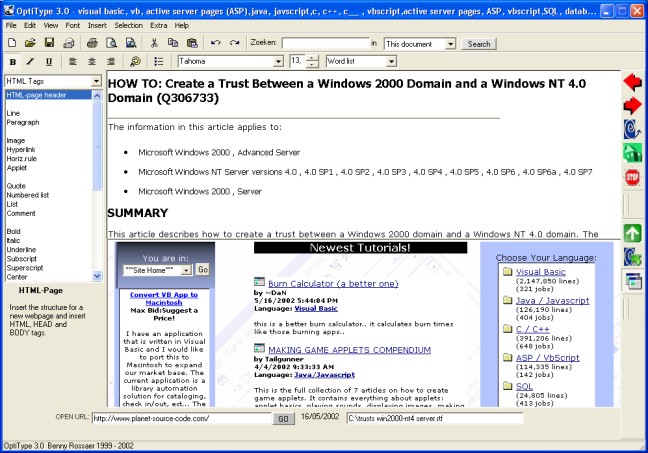 OptiType 3.0 - visual basic, vb, active server pages (ASP),java, javscript,c, c++, c__ , vbscript,active server pages, ASP, vbscript,SQL, datab...
File View Font Insert Selection Extra Help
Zoeken: in This document Search
B I U Tahoma 13, Word list
HTML Tags
HTML-page header
Line
Paragraph
Image
Hyperlink
Horiz.rule
Applet
Quote
Numbered list
List
Comment
Bold
Italic
Underline
Subscript
Superscript
Center
HTML-Page
Insert the structure for a
new webpage and insert
HTML, HEAD and
BODY tags.
HOW TO: Create a Trust Between a Windows 2000 Domain and a Windows NT 4.0
Domain (Q306733)
The information in this article applies to:
• Microsoft Windows 2000 , Advanced Server
• Microsoft Windows NT Server versions 4.0 , 4.0 SP1 , 4.0 SP2 , 4.0 SP3 , 4.0 SP4 , 4.0 SP5 , 4.0 SP6 , 4.0 SP6a , 4.0 SP7
• Microsoft Windows 2000 , Server
SUMMARY
This article describes how to create a trust between a Windows 2000 domain and a Windows NT 4.0 domain. The
You are in:
***Site Home*** Go
Convert VB App to
Macintosh
Max Bid:Suggest a
Price!
I have an application
that is written in Visual
Basic and I would like
to port this to
Macintosh to expand
our market base. The
current application is a
library automation
solution for cataloging,
check in/out, ect... The
Newest Tutorials!
Burn Calculator (a better one)
by ~DaN
5/16/2002 5:44:04 PM
Language: Visual Basic
this is a better burn calculator.. it calculates burn times
like those burning apps..
MAKING GAME APPLETS COMPENDIUM
by Tailgunner
4/4/2002 9:33:33 AM
Language: Java/Javascript
This is the full collection of 7 articles on how to create
game applets. It contains everything about applets:
applet basics, playing sounds, displaying images, making
Choose Your Language:
Visual Basic
(2,147,850 lines)
(321 jobs)
Java / Javascript
(126,190 lines)
(404 jobs)
C / C++
(391,206 lines)
(648 jobs)
ASP / VbScript
(114,335 lines)
(142 jobs)
SQL
(24,805 lines)
(413 jobs)
STOP
OPEN URL: http://www.planet-source-code.com/ GO 16/05/2002 C:\trusts win2000-nt4 server.rtf
OptiType 3.0 Benny Rossaer 1999 - 2002